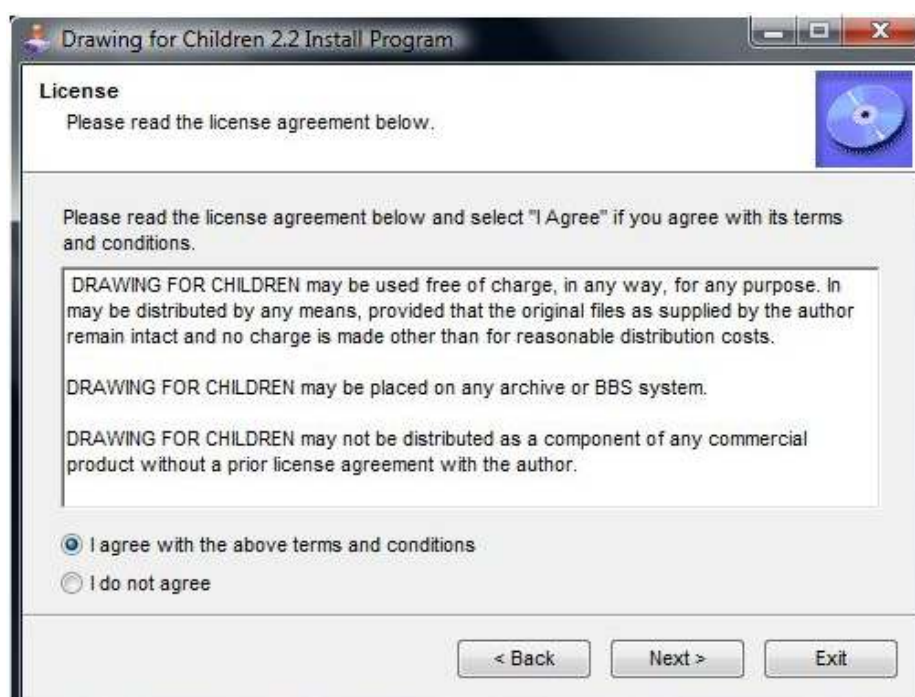 Drawing for Children 2.2 Install Program
License
Please read the license agreement below.
Please read the license agreement below and select "I Agree" if you agree with its terms
and conditions.
DRAWING FOR CHILDREN may be used free of charge, in any way, for any purpose. In
may be distributed by any means, provided that the original files as supplied by the author
remain intact and no charge is made other than for reasonable distribution costs.
DRAWING FOR CHILDREN may be placed on any archive or BBS system.
DRAWING FOR CHILDREN may not be distributed as a component of any commercial
product without a prior license agreement with the author.
I agree with the above terms and conditions
I do not agree
< Back Next > Exit